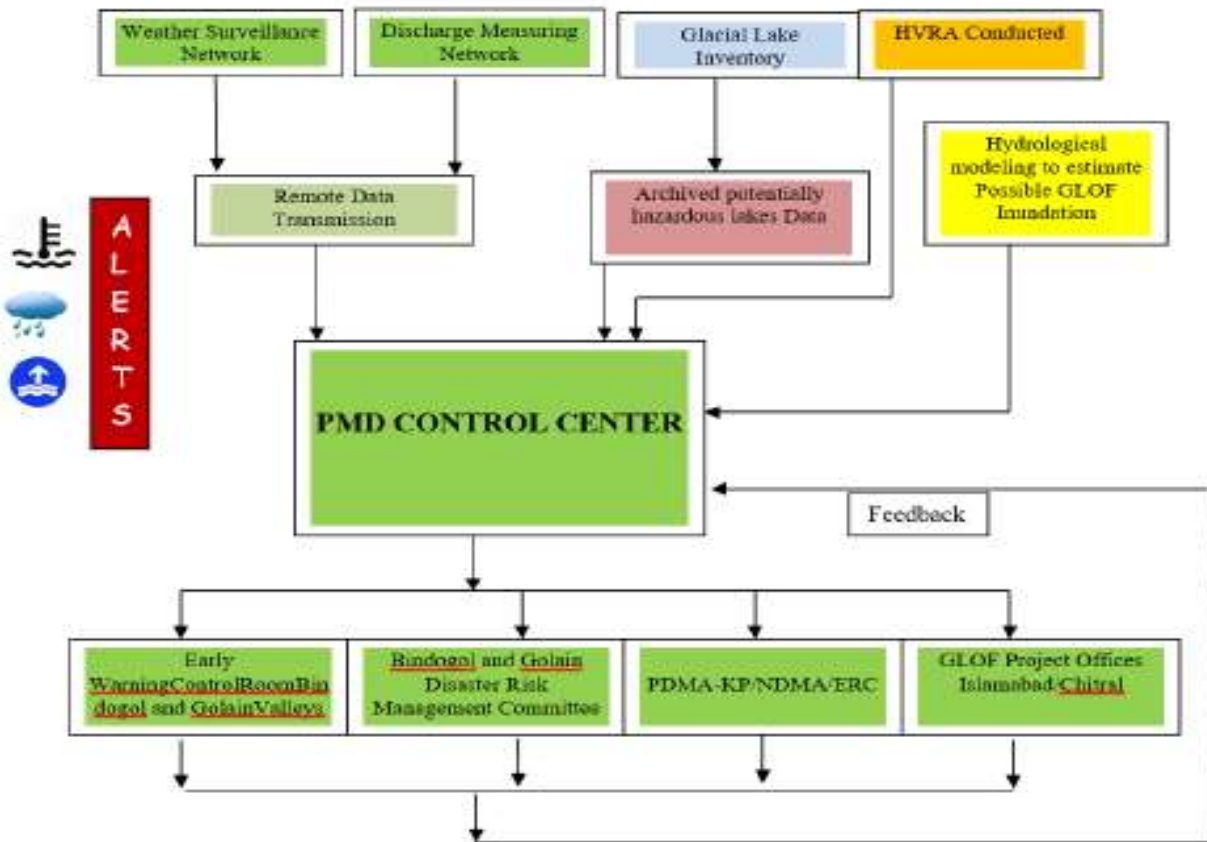 Weather Surveillance
Network
Discharge Measuring
Network
Glacial Lake
Inventory
HVRA Conducted
Hydrological
modeling to estimate
Possible GLOF
Inundation
Remote Data
Transmission
Archived potentially
hazardous lakes Data
A
L
E
R
T
S
PMD CONTROL CENTER
Feedback
Early
WarningControlRoomBin
dogol and GolainValleys
Bindogol and Golain
Disaster Risk
Management Committee
PDMA-KP/NDMA/ERC
GLOF Project Offices
Islamabad/Chitral